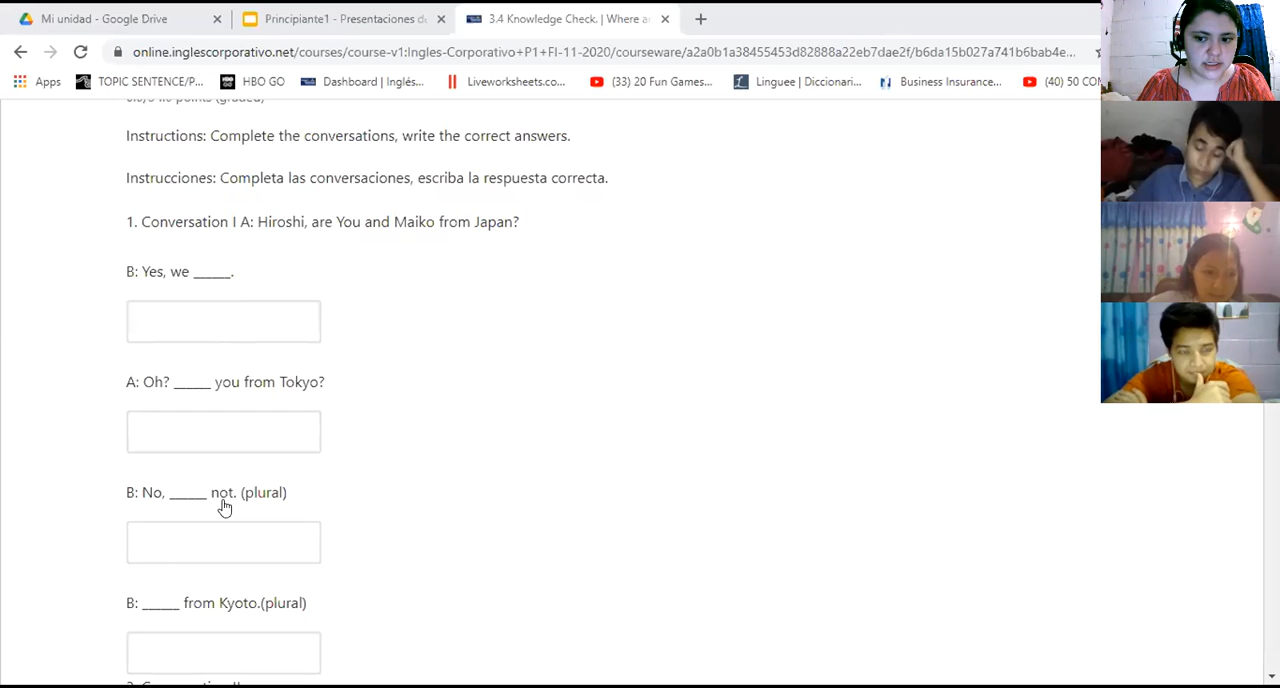 Mi unidad - Google Drive
Principiante1 - Presentaciones de
3.4 Knowledge Check. | Where a
online.inglescorporativo.net/courses/course-v1:Ingles-Corporativo+P1+FI-11-2020/courseware/a2a0b1a38455453d82888a22eb7dae2f/b6da15b027a741b6bab4e...
Apps
TOPIC SENTENCE/P...
HBO GO
Dashboard | Inglés...
Liveworksheets.co...
(33) 20 Fun Games...
Linguee | Diccionari...
Business Insurance...
(40) 50 CO
Instructions: Complete the conversations, write the correct answers.
Instrucciones: Completa las conversaciones, escriba la respuesta correcta.
1. Conversation I A: Hiroshi, are You and Maiko from Japan?
B: Yes, we _____.
A: Oh? _____ you from Tokyo?
B: No, _____ not. (plural)
B: _____ from Kyoto.(plural)